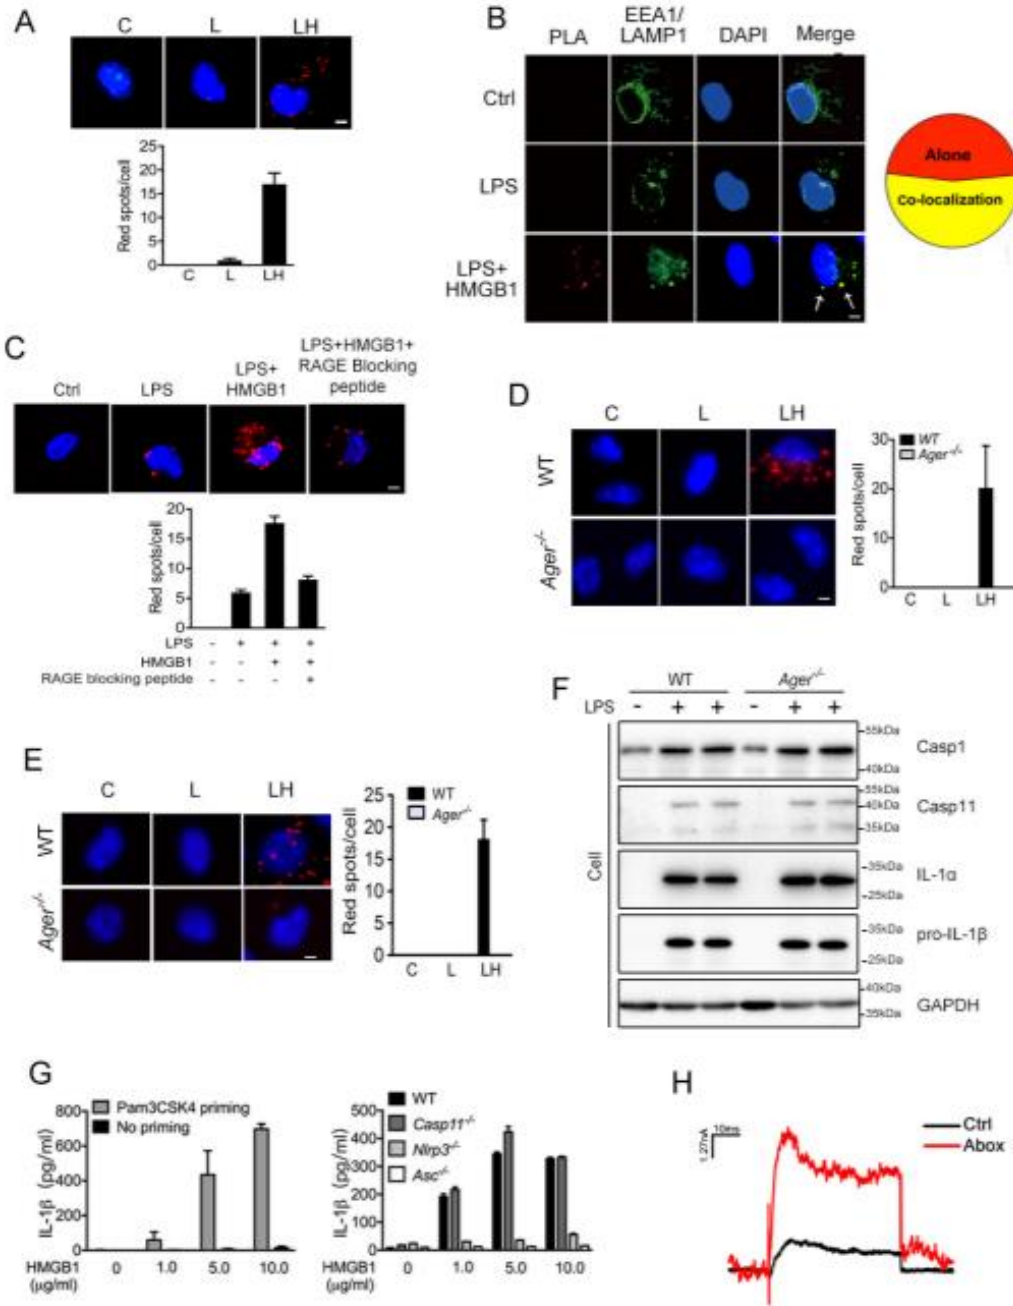 A
C L LH
Red spots/cell
25
20
15
10
5
0
C L LH
B
PLA EEA1/ LAMP1 DAPI Merge
Ctrl
LPS
LPS+ HMGB1
Alone
Co-localization
C
Ctrl LPS LPS+ HMGB1 LPS+HMGB1+ RAGE Blocking peptide
Red spots/cell
20
15
10
5
0
LPS - + + +
HMGB1 - - + +
RAGE blocking peptide - - - +
D
C L LH
WT
Ager-/-
Red spots/cell
30
20
10
0
WT
Ager-/-
C L LH
E
C L LH
WT
Ager-/-
Red spots/cell
25
20
15
10
5
0
WT
Ager-/-
C L LH
F
WT Ager-/-
LPS - + + - + +
Cell
55kDa
40kDa
Casp1
55kDa
40kDa
35kDa
Casp11
35kDa
25kDa
IL-1α
35kDa
25kDa
pro-IL-1β
40kDa
35kDa
GAPDH
G
IL-1β (pg/ml)
800
600
400
200
0
Pam3CSK4 priming
No priming
HMGB1 (μg/ml) 0 1.0 5.0 10.0
IL-1β (pg/ml)
500
400
300
200
100
0
WT
Casp11-/-
Nlrp3-/-
Asc-/-
HMGB1 (μg/ml) 0 1.0 5.0 10.0
H
10ms
1.27nA
Ctrl
Abox